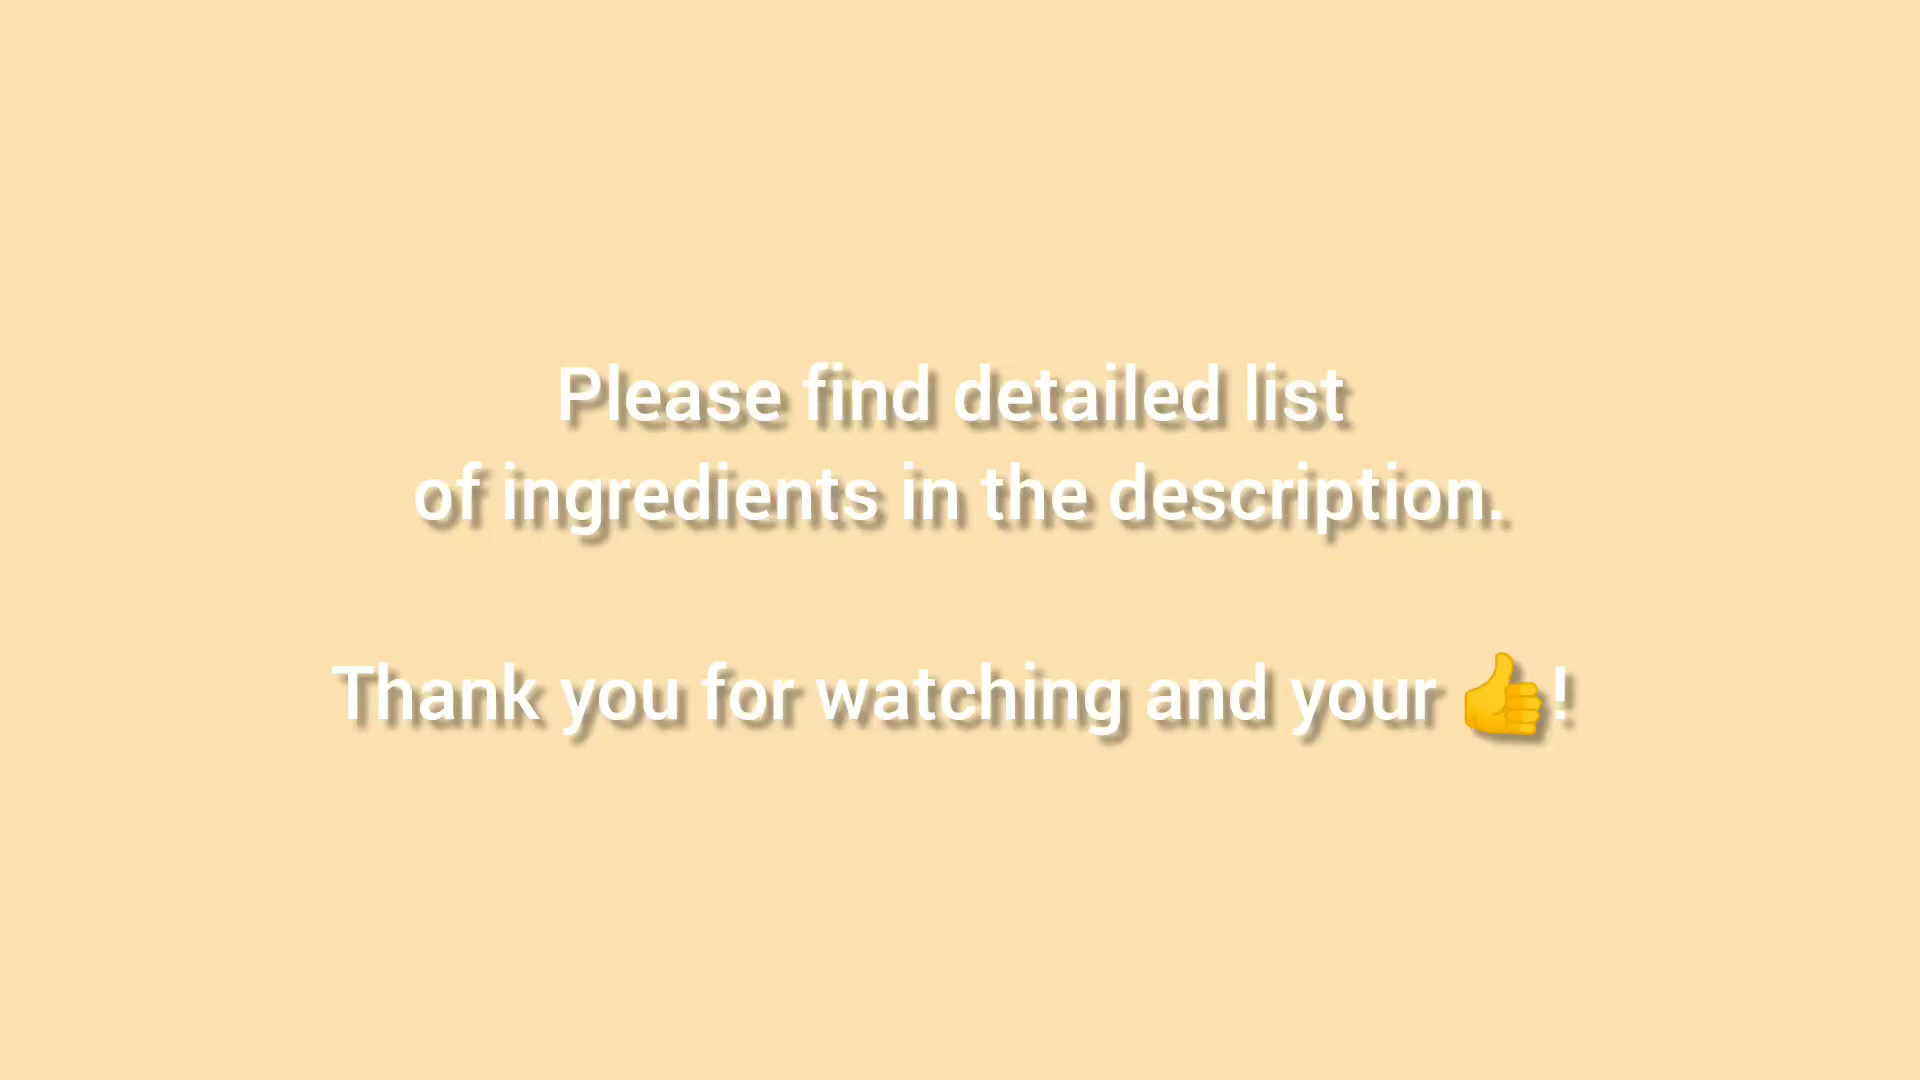 Please find detailed list
of ingredients in the description.
Thank you for watching and your 👍!